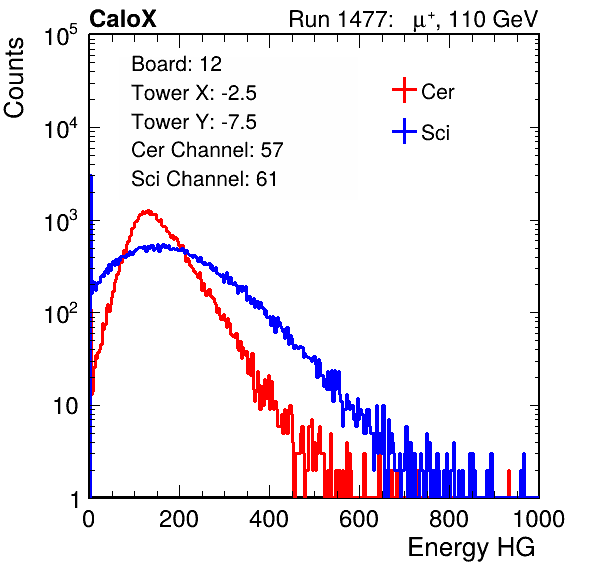 CaloX Run 1477: μ⁺, 110 GeV
Counts
10⁵
10⁴
10³
10²
10
1
Board: 12
Tower X: -2.5
Tower Y: -7.5
Cer Channel: 57
Sci Channel: 61
Cer
Sci
0 200 400 600 800 1000
Energy HG